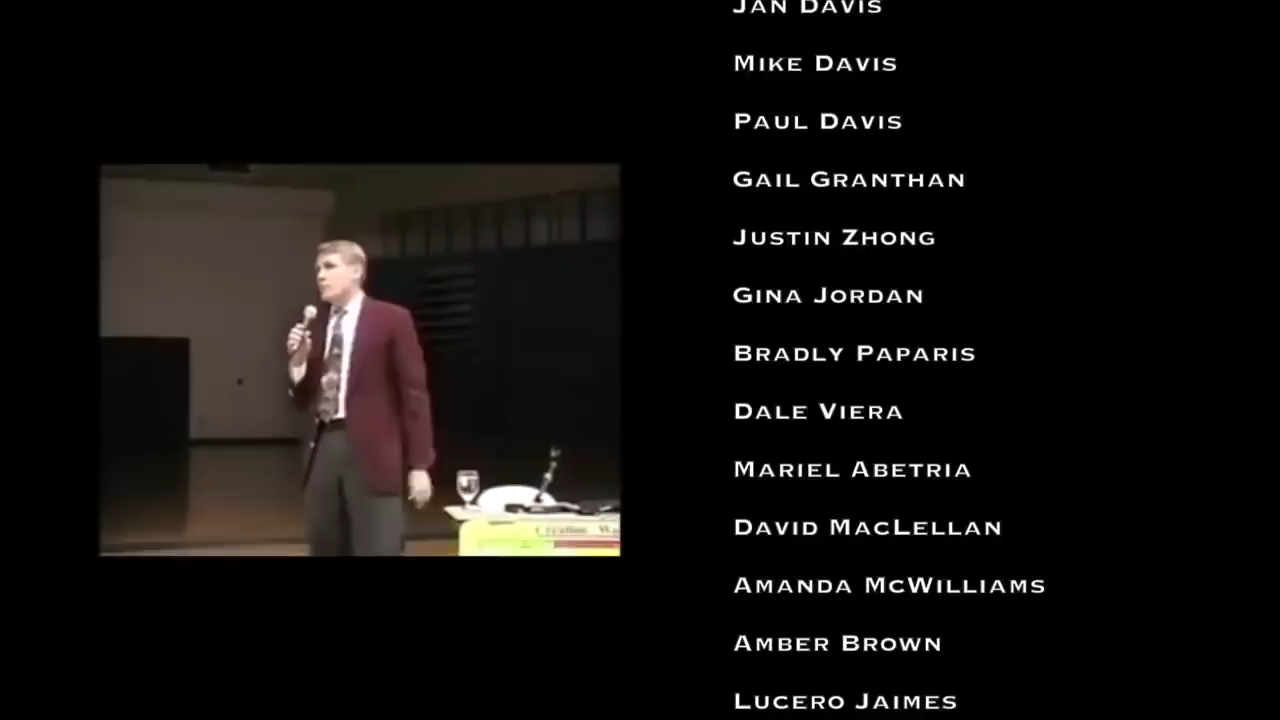 Jan Davis
Mike Davis
Paul Davis
Gail Granthan
Justin Zhong
Gina Jordan
Bradly Paparis
Dale Viera
Mariel Abetria
David MacLellan
Amanda McWilliams
Amber Brown
Lucero Jaimes
Creation